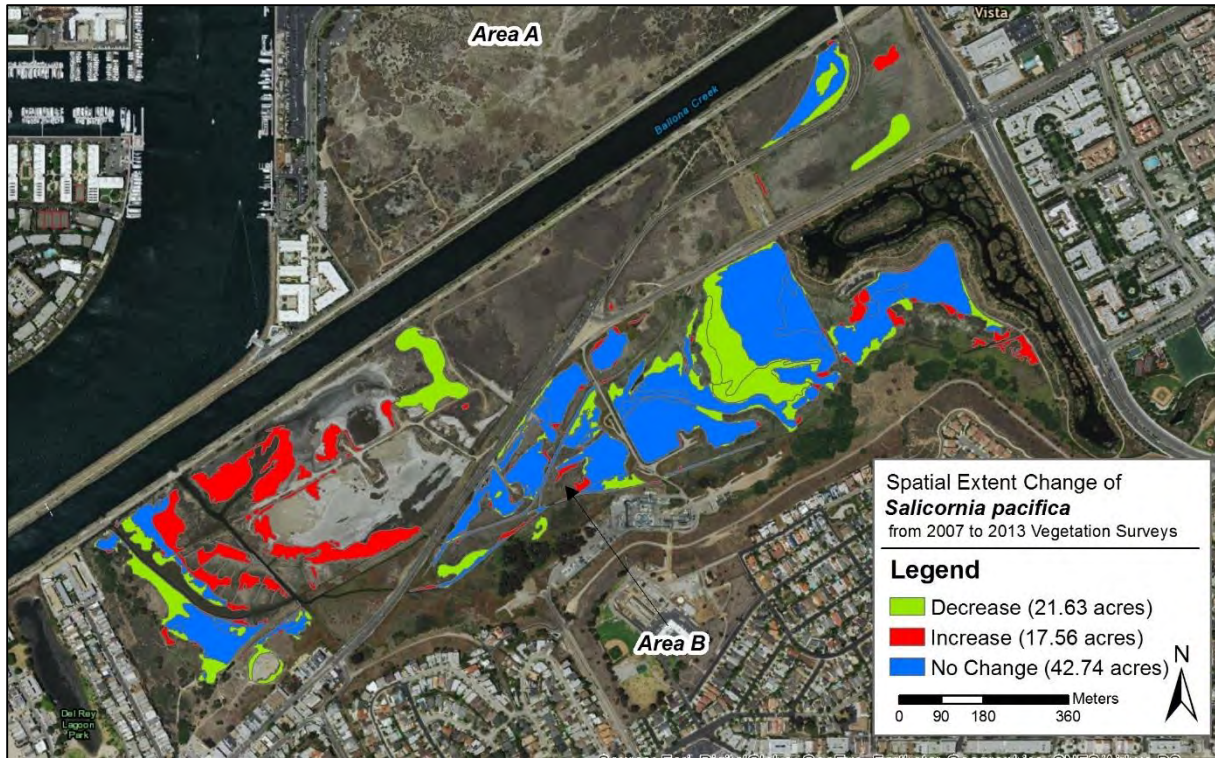 Area A
Vista
Ballona Creek
Area B
Del Rey
Lagoon
Park
Spatial Extent Change of
Salicornia pacifica
from 2007 to 2013 Vegetation Surveys
Legend
Decrease (21.63 acres)
Increase (17.56 acres)
No Change (42.74 acres)
N
Meters
0 90 180 360